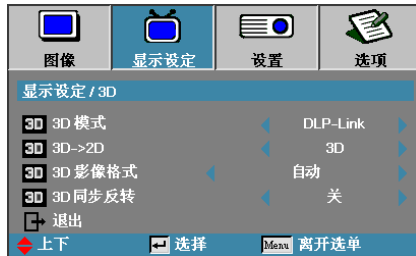 图像 显示设定 设置 选项
显示设定 / 3D
3D 3D 模式 DLP-Link
3D 3D->2D 3D
3D 3D 影像格式 自动
3D 3D 同步反转 关
退出
上下 选择 Menu 离开选单